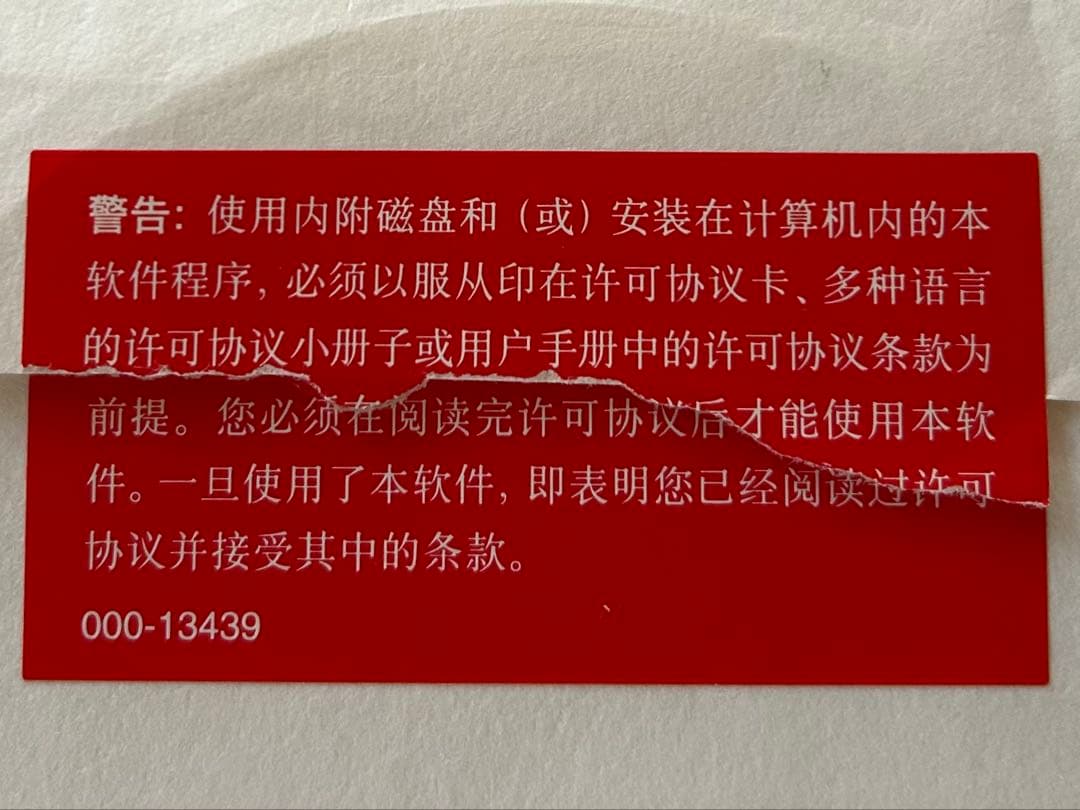 警告：使用内附磁盘和（或）安装在计算机内的本
软件程序，必须以服从印在许可协议卡、多种语言
的许可协议小册子或用户手册中的许可协议条款为
前提。您必须在阅读完许可协议后才能使用本软
件。一旦使用了本软件，即表明您已经阅读过许可
协议并接受其中的条款。
000-13439